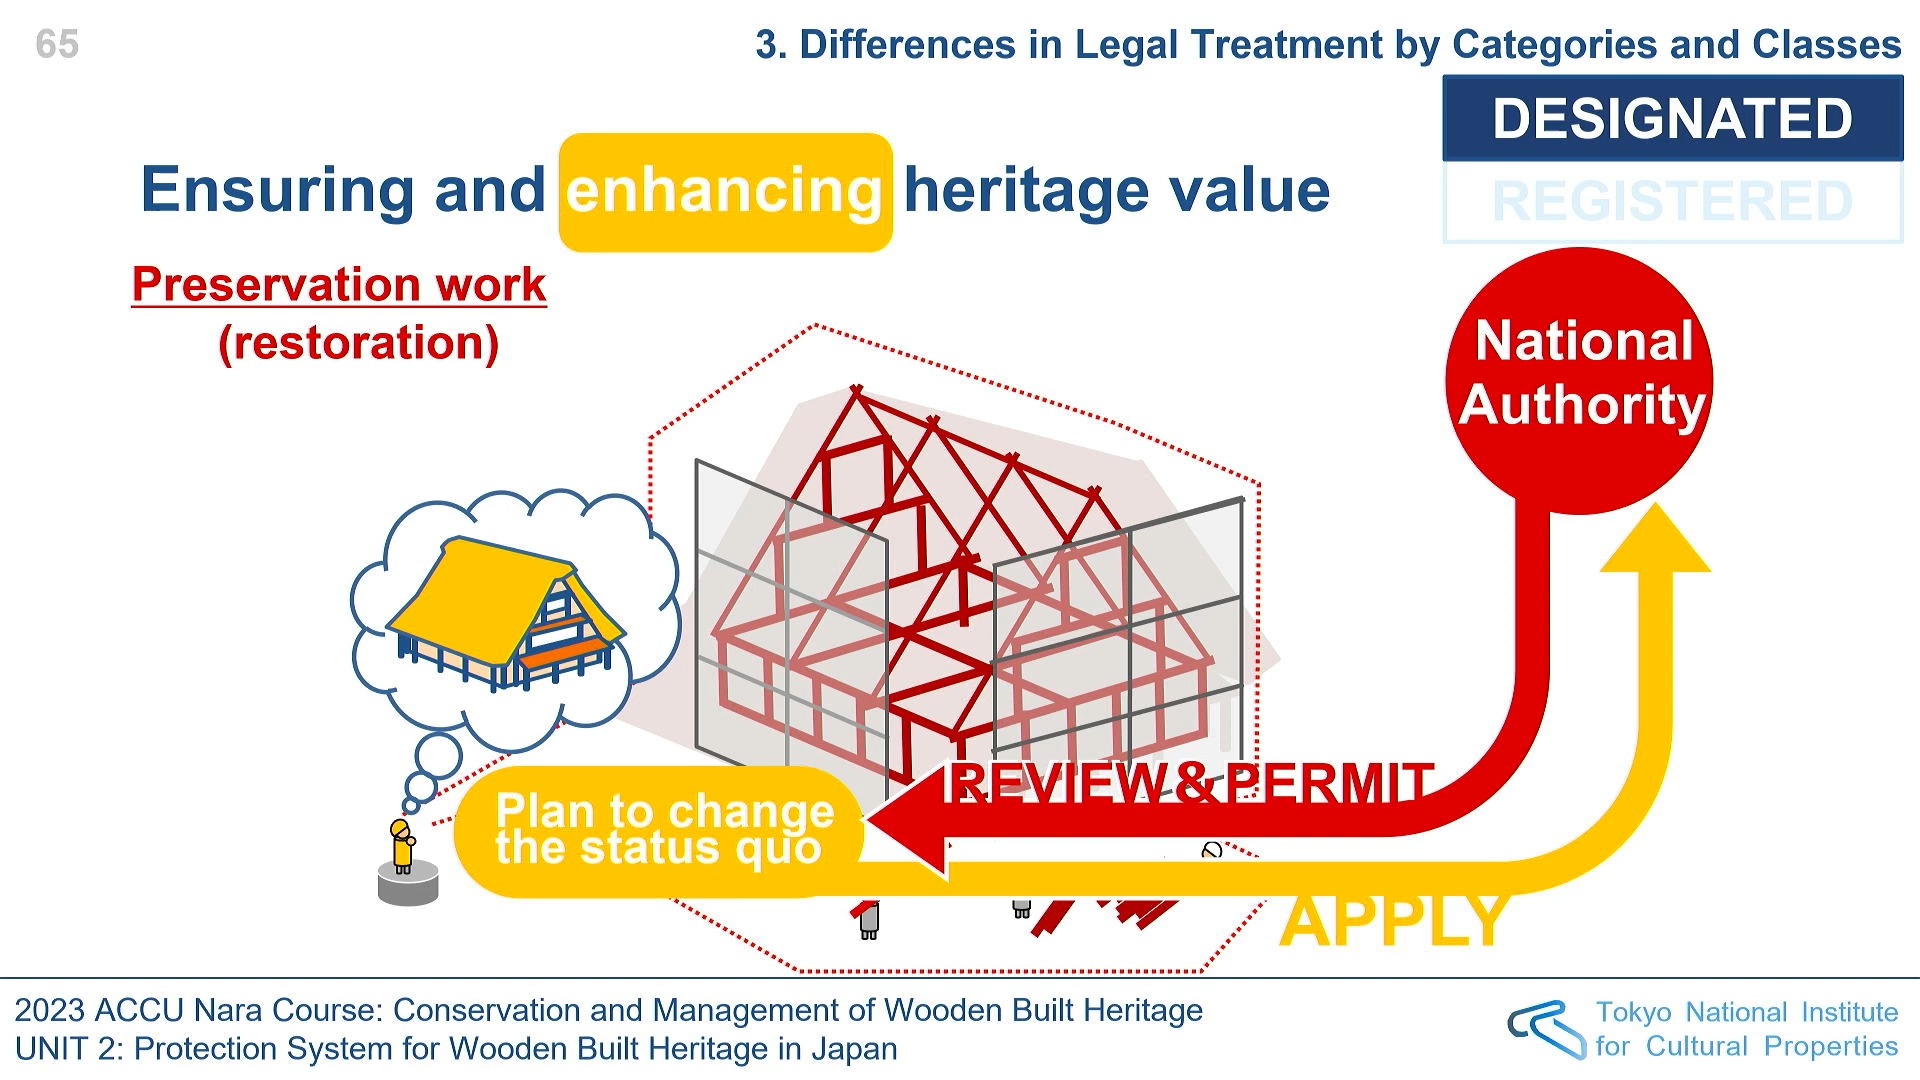 65
3. Differences in Legal Treatment by Categories and Classes
DESIGNATED
REGISTERED
Ensuring and enhancing heritage value
Preservation work
(restoration)
National
Authority
REVIEW&PERMIT
Plan to change
the status quo
APPLY
2023 ACCU Nara Course: Conservation and Management of Wooden Built Heritage
UNIT 2: Protection System for Wooden Built Heritage in Japan
Tokyo National Institute
for Cultural Properties